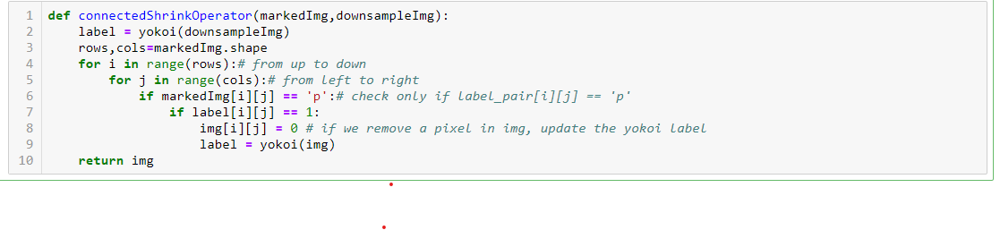 1 def connectedShrinkOperator(markedImg,downsampleImg):
2     label = yokoi(downsampleImg)
3     rows,cols=markedImg.shape
4     for i in range(rows):# from up to down
5         for j in range(cols):# from left to right
6             if markedImg[i][j] == 'p':# check only if label_pair[i][j] == 'p'
7                 if label[i][j] == 1:
8                     img[i][j] = 0 # if we remove a pixel in img, update the yokoi label
9                     label = yokoi(img)
10     return img